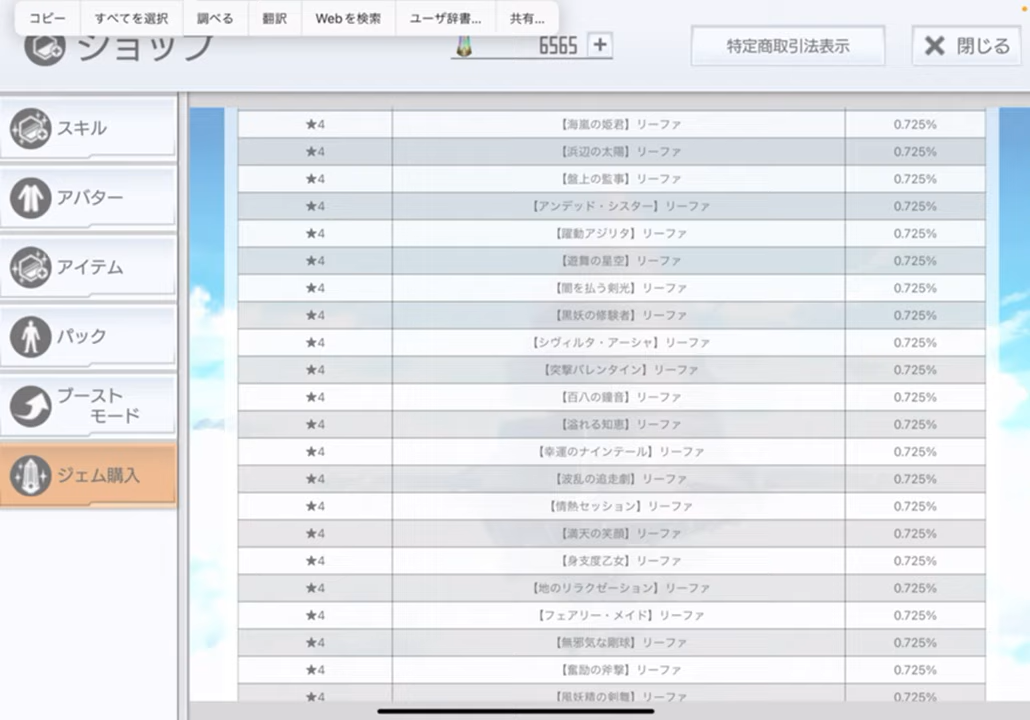 コピー すべてを選択 調べる 翻訳 Webを検索 ユーザ辞書... 共有...
ショップ 6565 + 特定商取引法表示 閉じる
スキル
アバター
アイテム
パック
ブースト
モード
ジェム購入
★4 【海嵐の姫君】リーファ 0.725%
★4 【浜辺の太陽】リーファ 0.725%
★4 【盤上の監事】リーファ 0.725%
★4 【アンデッド・シスター】リーファ 0.725%
★4 【躍動アジリタ】リーファ 0.725%
★4 【遊舞の星空】リーファ 0.725%
★4 【闇を払う剣光】リーファ 0.725%
★4 【黒妖の修験者】リーファ 0.725%
★4 【シヴィルタ・アーシャ】リーファ 0.725%
★4 【突撃バレンタイン】リーファ 0.725%
★4 【百八の鐘音】リーファ 0.725%
★4 【溢れる知恵】リーファ 0.725%
★4 【幸運のナインテール】リーファ 0.725%
★4 【波乱の追走劇】リーファ 0.725%
★4 【情熱セッション】リーファ 0.725%
★4 【満天の笑顔】リーファ 0.725%
★4 【身支度乙女】リーファ 0.725%
★4 【地のリラクゼーション】リーファ 0.725%
★4 【フェアリー・メイド】リーファ 0.725%
★4 【無邪気な剛球】リーファ 0.725%
★4 【奮励の斧撃】リーファ 0.725%
★4 【風妖精の剣舞】リーファ 0.725%